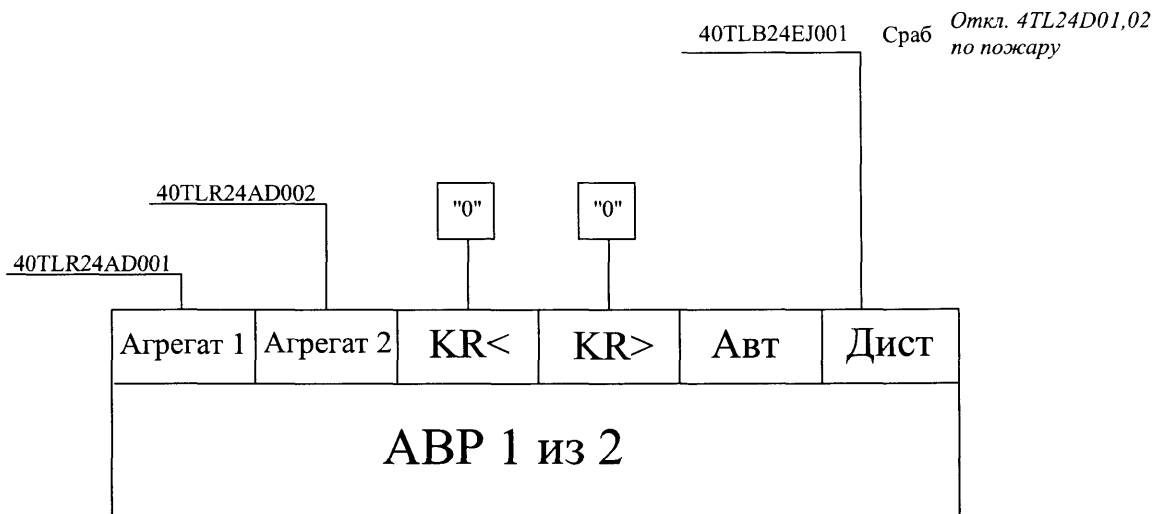 40TLB24EJ001 Сраб Откл. 4TL24D01,02
по пожару
40TLR24AD002
"0" "0"
40TLR24AD001
Агрегат 1 Агрегат 2 KR< KR> Авт Дист
АВР 1 из 2